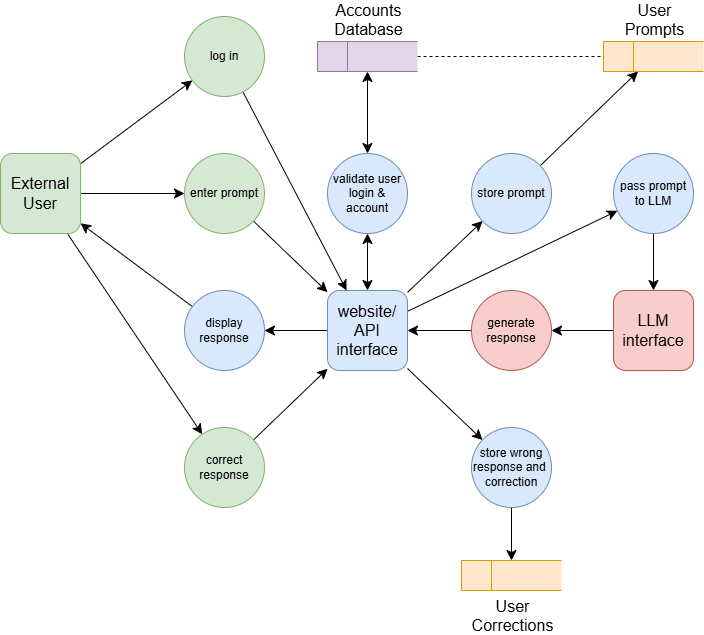 Accounts
Database
User
Prompts
log in
External
User
enter prompt
validate user
login &
account
store prompt
pass prompt
to LLM
display
response
website/
API
interface
generate
response
LLM
interface
correct
response
store wrong
response and
correction
User
Corrections